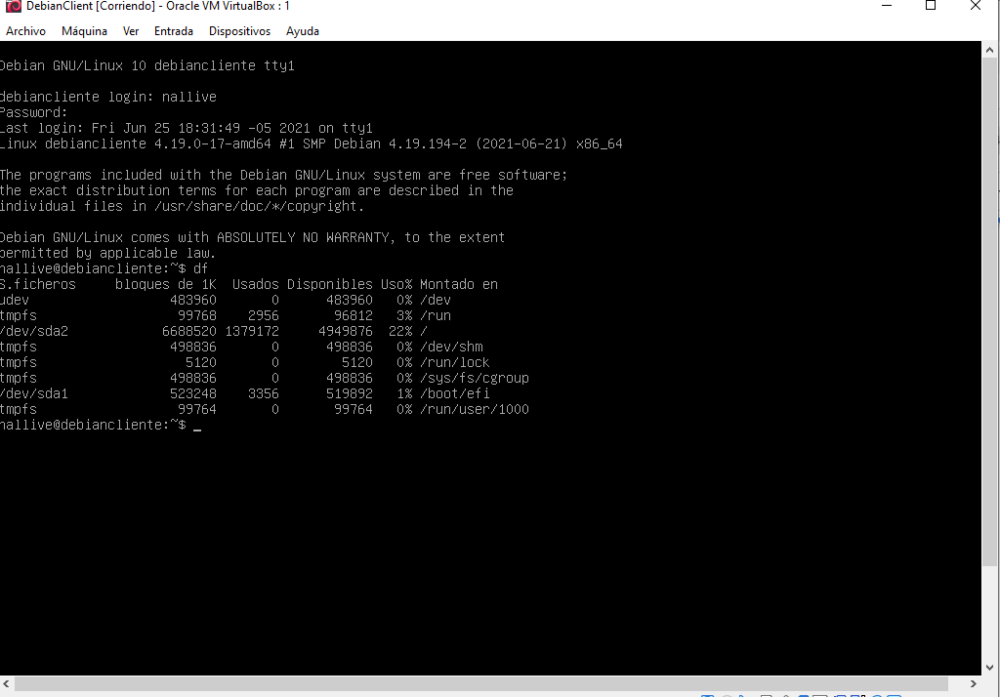 DebianClient [Corriendo] - Oracle VM VirtualBox : 1
Archivo Máquina Ver Entrada Dispositivos Ayuda
Debian GNU/Linux 10 debiancliente tty1
debiancliente login: nallive
Password:
Last login: Fri Jun 25 18:31:49 -05 2021 on tty1
Linux debiancliente 4.19.0-17-amd64 #1 SMP Debian 4.19.194-2 (2021-06-21) x86_64
The programs included with the Debian GNU/Linux system are free software;
the exact distribution terms for each program are described in the
individual files in /usr/share/doc/*/copyright.
Debian GNU/Linux comes with ABSOLUTELY NO WARRANTY, to the extent
permitted by applicable law.
nallive@debiancliente:~$ df
S.ficheros bloques de 1K Usados Disponibles Uso% Montado en
udev 483960 0 483960 0% /dev
tmpfs 99768 2956 96812 3% /run
/dev/sda2 6688520 1379172 4949876 22% /
tmpfs 498836 0 498836 0% /dev/shm
tmpfs 5120 0 5120 0% /run/lock
tmpfs 498836 0 498836 0% /sys/fs/cgroup
/dev/sda1 523248 3356 519892 1% /boot/efi
tmpfs 99764 0 99764 0% /run/user/1000
nallive@debiancliente:~$ _